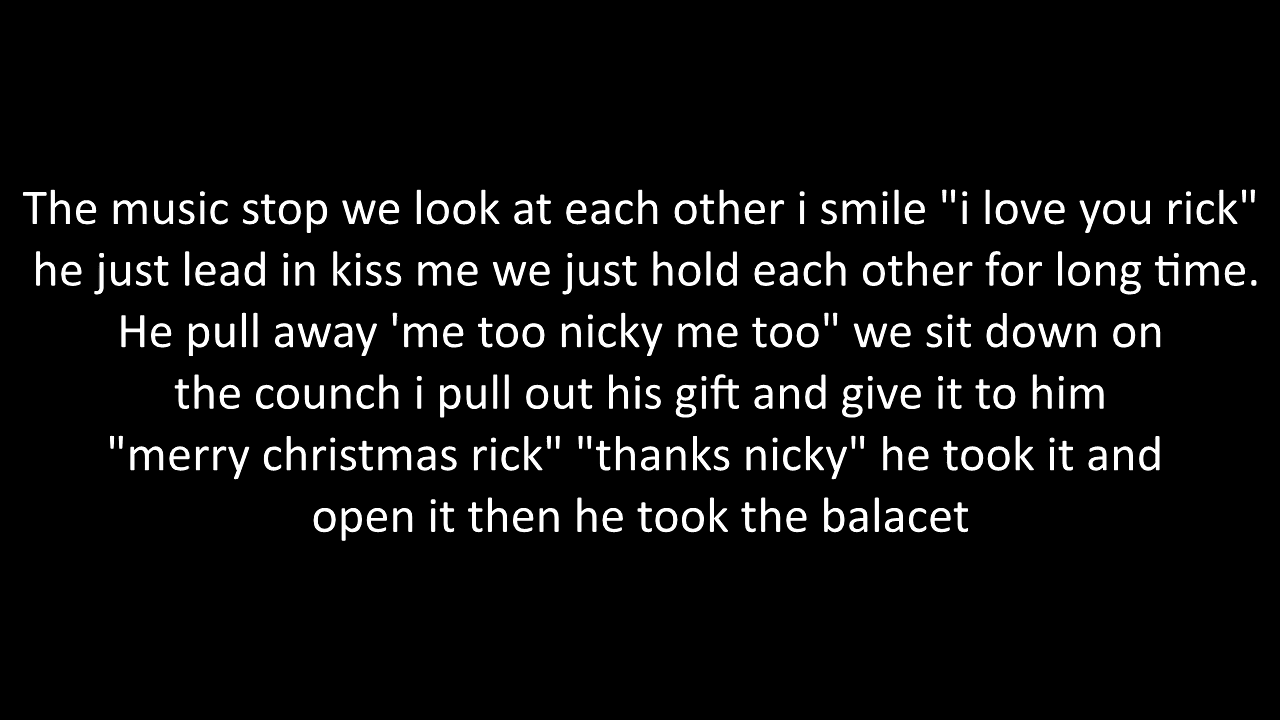 The music stop we look at each other i smile "i love you rick"
he just lead in kiss me we just hold each other for long time.
He pull away 'me too nicky me too" we sit down on
the counch i pull out his gift and give it to him
"merry christmas rick" "thanks nicky" he took it and
open it then he took the balacet